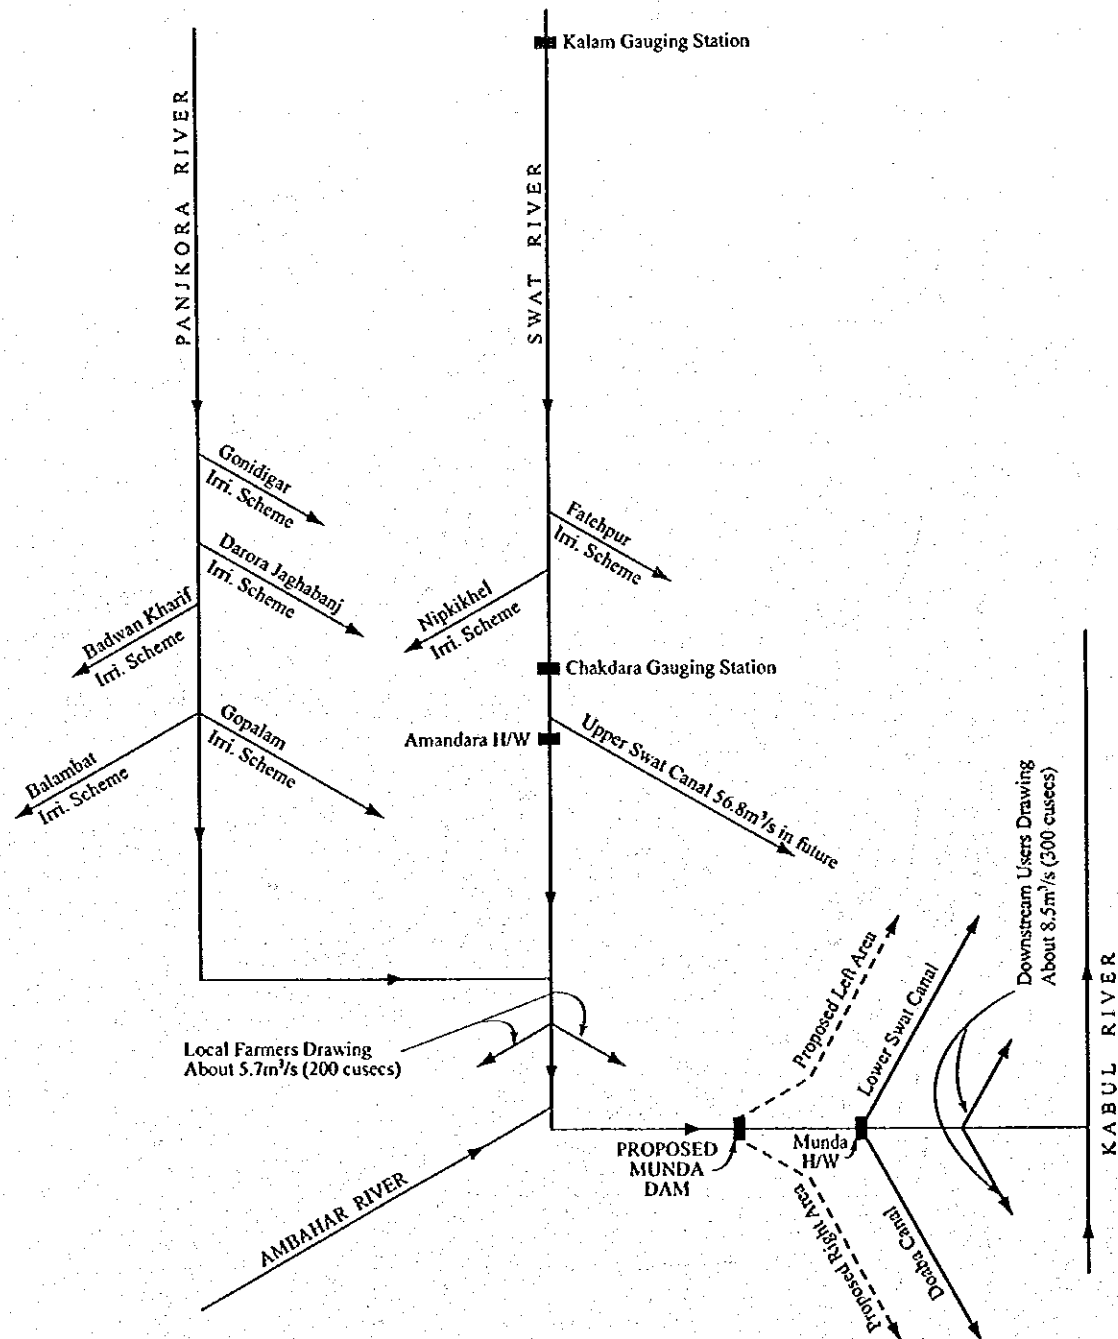 Kalam Gauging Station
PANJKORA RIVER
SWAT RIVER
Gonidigar
Irri. Scheme
Darora Jaghabanj
Irri. Scheme
Badwan Kharif
Irri. Scheme
Gopalam
Irri. Scheme
Balambat
Irri. Scheme
Fatehpur
Irri. Scheme
Nipkikhel
Irri. Scheme
Chakdara Gauging Station
Amandara H/W
Upper Swat Canal 56.8m³/s in future
Downstream Users Drawing
About 8.5m³/s (300 cusecs)
KABUL RIVER
Local Farmers Drawing
About 5.7m³/s (200 cusecs)
Proposed Left Area
Lower Swat Canal
PROPOSED
MUNDA
DAM
Munda
H/W
AMBAHAR RIVER
Proposed Right Area
Doaba Canal